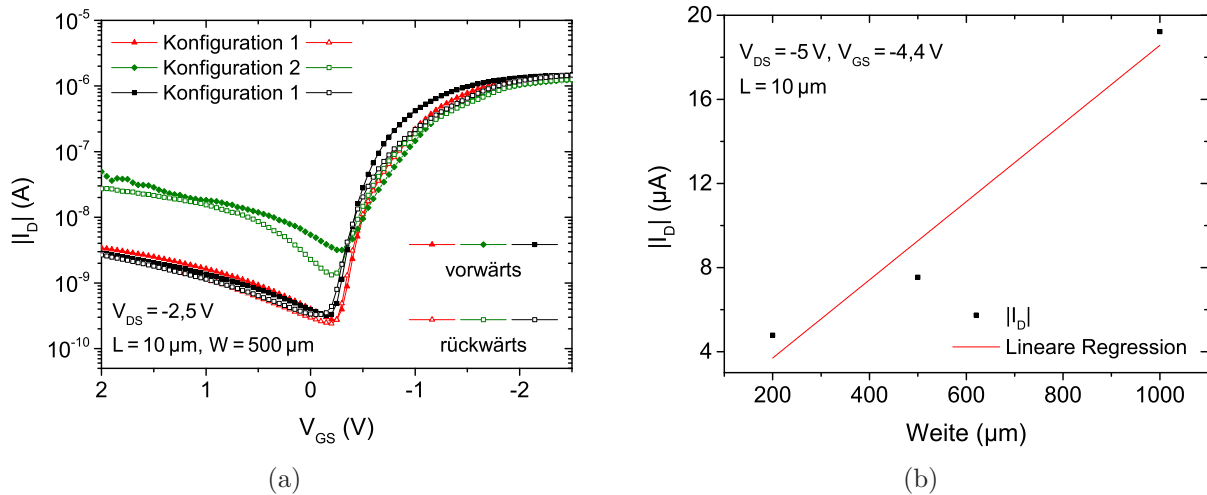 10⁻⁵
10⁻⁶
10⁻⁷
10⁻⁸
10⁻⁹
10⁻¹⁰
|I_D| (A)
Konfiguration 1
Konfiguration 2
Konfiguration 1
vorwärts
rückwärts
V_DS = -2,5 V
L = 10 µm, W = 500 µm
2 1 0 -1 -2
V_GS (V)
(a)
20
16
12
8
4
|I_D| (µA)
V_DS = -5 V, V_GS = -4,4 V
L = 10 µm
|I_D|
Lineare Regression
200 400 600 800 1000
Weite (µm)
(b)